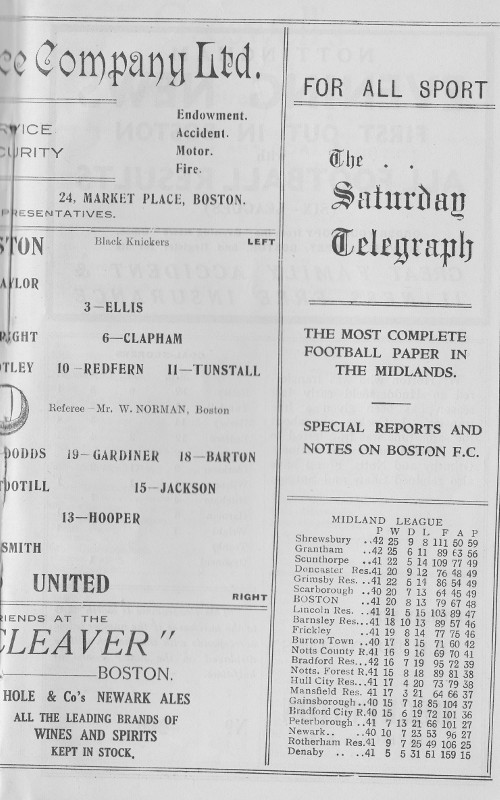 ce Company Ltd.
RVICE
CURITY
Endowment.
Accident.
Motor.
Fire.
24, MARKET PLACE, BOSTON.
PRESENTATIVES.
STON Black Knickers LEFT
AYLOR
3—ELLIS
RIGHT 6—CLAPHAM
TLEY 10—REDFERN 11—TUNSTALL
Referee—Mr. W. NORMAN, Boston
DODDS 19—GARDINER 18—BARTON
OOTILL 15—JACKSON
13—HOOPER
SMITH
UNITED RIGHT
RIENDS AT THE
CLEAVER"
BOSTON.
HOLE & Co's NEWARK ALES
ALL THE LEADING BRANDS OF
WINES AND SPIRITS
KEPT IN STOCK.
FOR ALL SPORT
The . .
Saturday
Telegraph
THE MOST COMPLETE
FOOTBALL PAPER IN
THE MIDLANDS.
SPECIAL REPORTS AND
NOTES ON BOSTON F.C.
MIDLAND LEAGUE
P W D L F A P
Shrewsbury ..42 25 9 8 111 50 59
Grantham ..42 25 6 11 89 63 56
Scunthorpe ..41 22 5 14 109 77 49
Doncaster Res.41 20 9 12 76 48 49
Grimsby Res. ..41 22 5 14 86 54 49
Scarborough ..40 20 7 13 64 45 49
BOSTON ..41 20 8 13 79 67 48
Lincoln Res. ..41 21 5 15 103 89 47
Barnsley Res...41 18 10 13 89 57 46
Frickley ..41 19 8 14 77 75 46
Burton Town ..40 17 8 15 71 60 42
Notts County R.41 16 9 16 69 70 41
Bradford Res...42 16 7 19 95 72 39
Notts. Forest R.41 15 8 18 89 81 38
Hull City Res...41 17 4 20 73 79 38
Mansfield Res. 41 17 3 21 64 66 37
Gainsborough ..40 15 7 18 85 104 37
Bradford City R.40 15 6 19 72 101 36
Peterborough ..41 7 13 21 66 101 27
Newark.. ..40 10 7 23 53 96 27
Rotherham Res.41 9 7 25 49 106 25
Denaby .. ..41 5 5 31 61 159 15